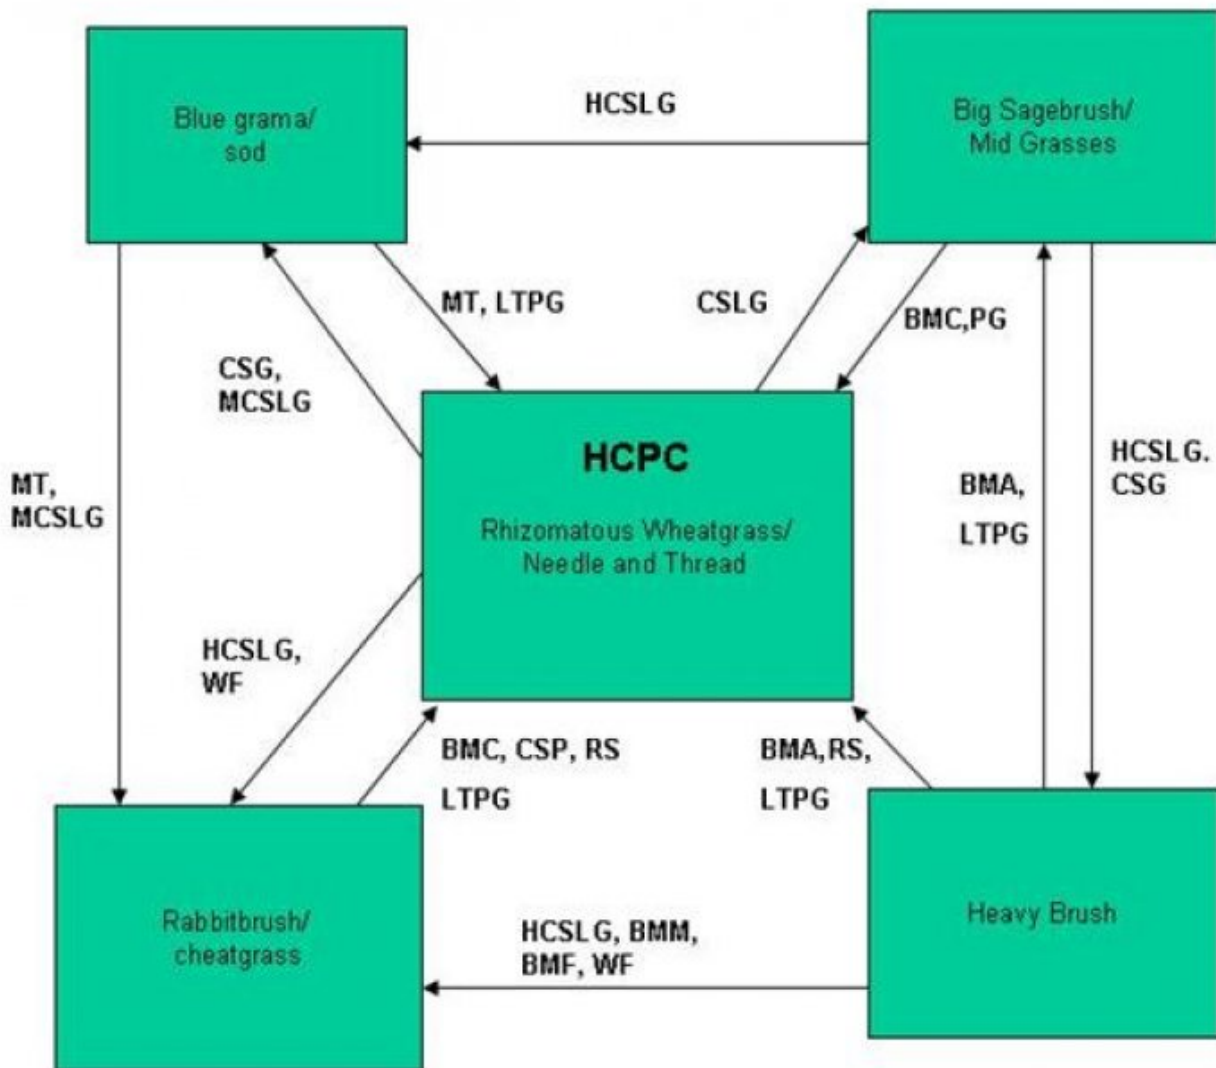 Blue grama/
sod
HCSLG
Big Sagebrush/
Mid Grasses
MT, LTPG
CSLG
BMC,PG
CSG,
MCSLG
HCPC
Rhizomatous Wheatgrass/
Needle and Thread
MT,
MCSLG
BMA,
LTPG
HCSLG.
CSG
HCSLG,
WF
BMC, CSP, RS
LTPG
BMA,RS,
LTPG
Rabbitbrush/
cheatgrass
HCSLG, BMM,
BMF, WF
Heavy Brush